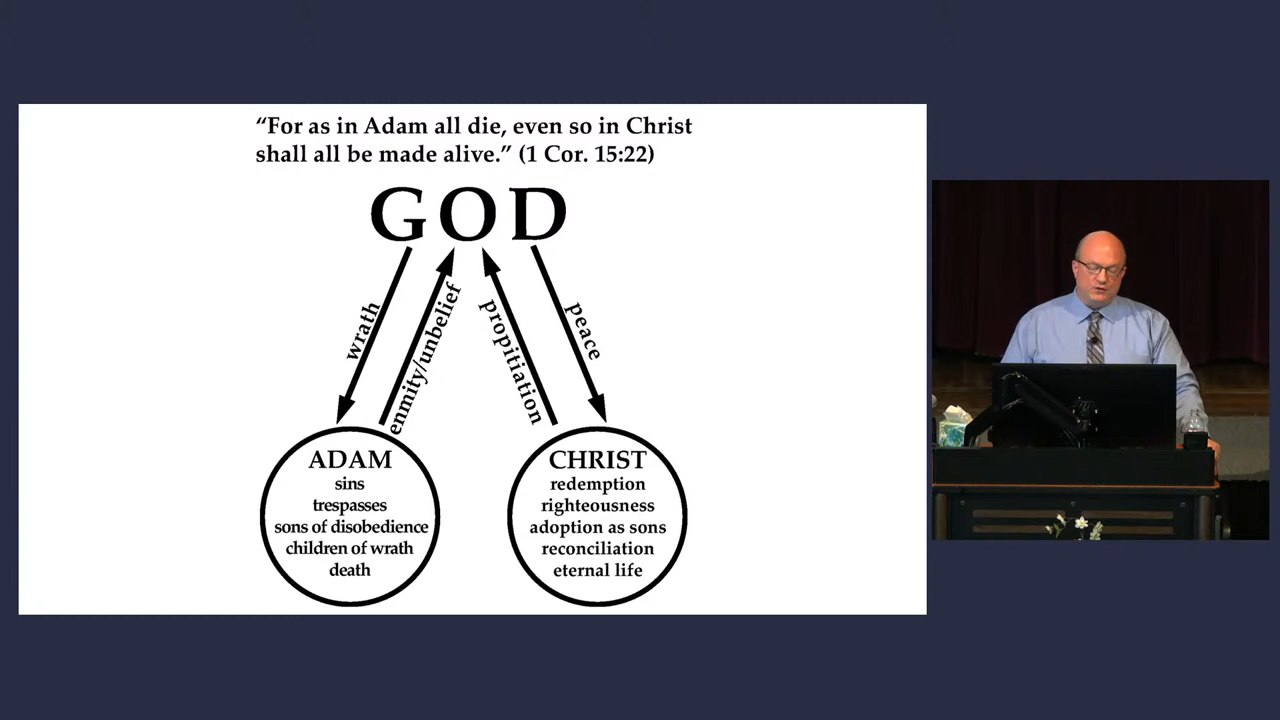 “For as in Adam all die, even so in Christ
shall all be made alive.” (1 Cor. 15:22)
GOD
wrath
enmity/unbelief
propitiation
peace
ADAM
sins
trespasses
sons of disobedience
children of wrath
death
CHRIST
redemption
righteousness
adoption as sons
reconciliation
eternal life